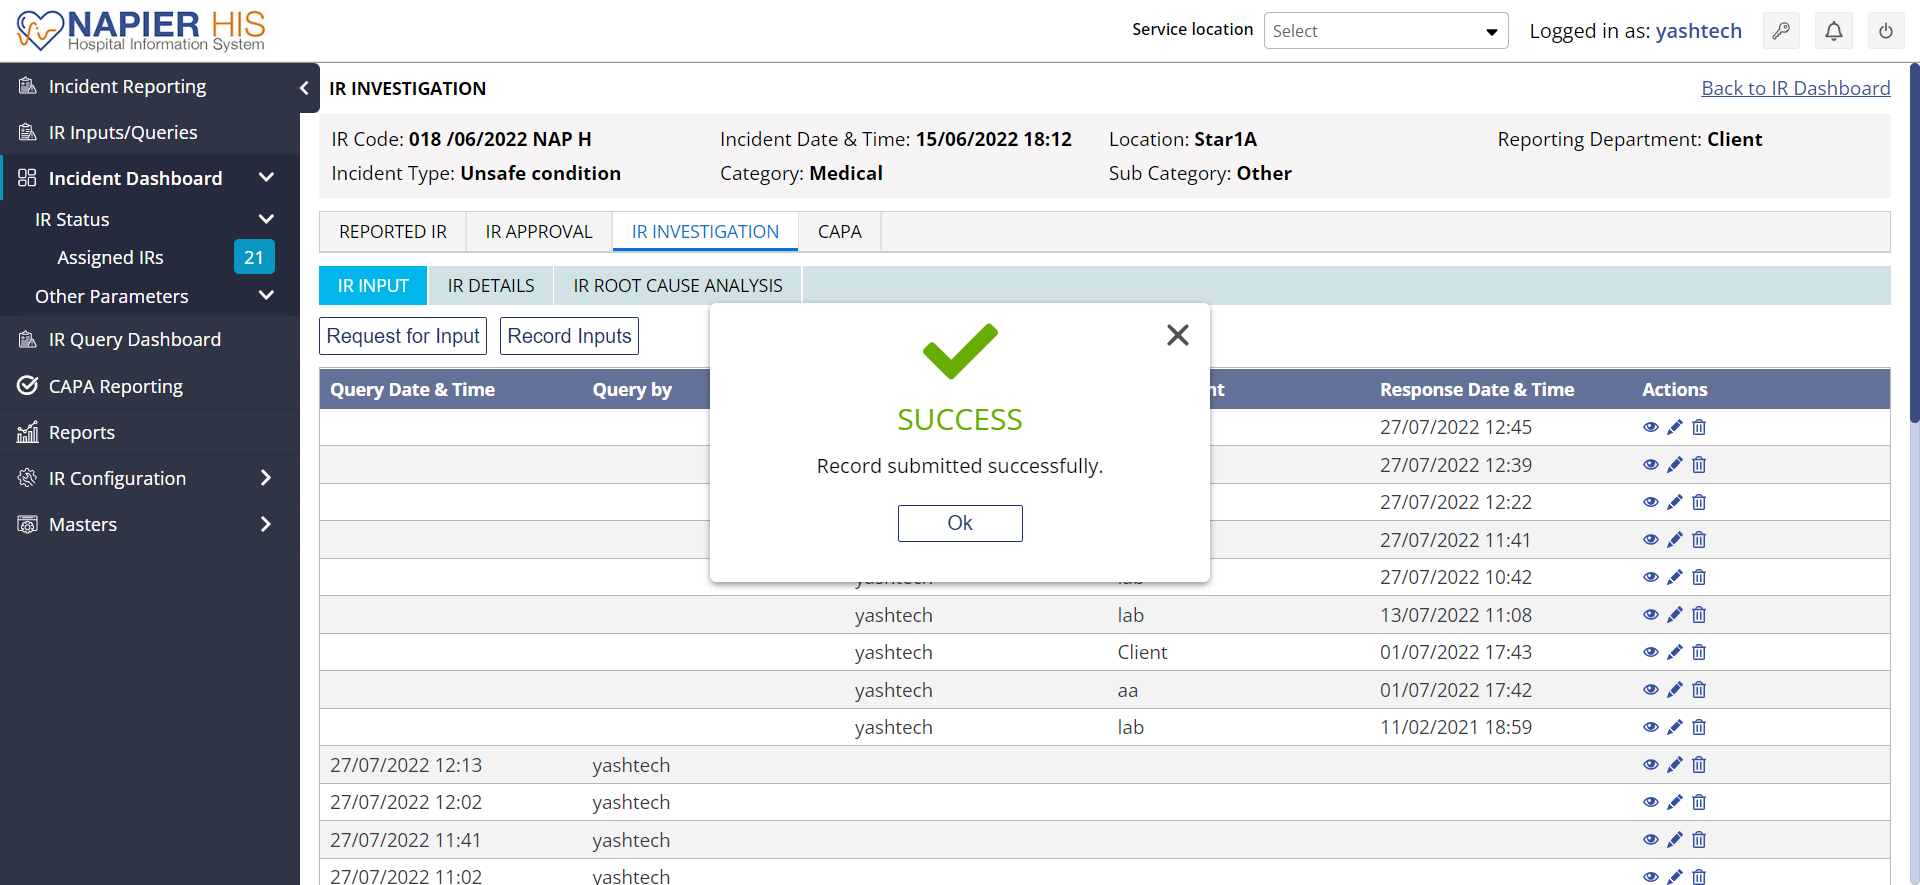 NAPIER HIS
Hospital Information System
Service location Select Logged in as: yashtech
Incident Reporting
IR Inputs/Queries
Incident Dashboard
IR Status
Assigned IRs 21
Other Parameters
IR Query Dashboard
CAPA Reporting
Reports
IR Configuration
Masters
IR INVESTIGATION Back to IR Dashboard
IR Code: 018 /06/2022 NAP H Incident Date & Time: 15/06/2022 18:12 Location: Star1A Reporting Department: Client
Incident Type: Unsafe condition Category: Medical Sub Category: Other
REPORTED IR IR APPROVAL IR INVESTIGATION CAPA
IR INPUT IR DETAILS IR ROOT CAUSE ANALYSIS
Request for Input Record Inputs
SUCCESS
Record submitted successfully.
Ok
Query Date & Time Query by nt Response Date & Time Actions
27/07/2022 12:45
27/07/2022 12:39
27/07/2022 12:22
27/07/2022 11:41
27/07/2022 10:42
yashtech lab 13/07/2022 11:08
yashtech Client 01/07/2022 17:43
yashtech aa 01/07/2022 17:42
yashtech lab 11/02/2021 18:59
27/07/2022 12:13 yashtech
27/07/2022 12:02 yashtech
27/07/2022 11:41 yashtech
27/07/2022 11:02 yashtech